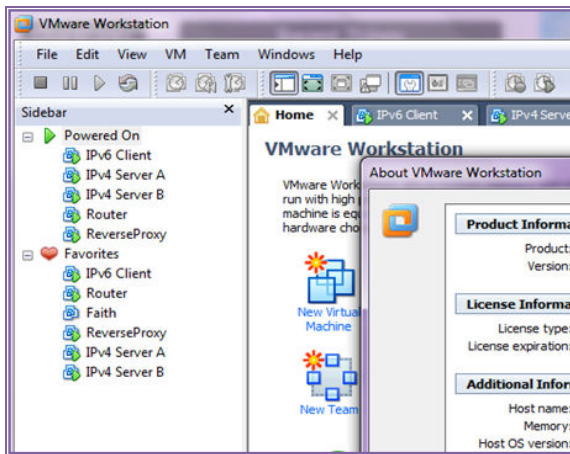 VMware Workstation
File Edit View VM Team Windows Help
Sidebar
Powered On
IPv6 Client
IPv4 Server A
IPv4 Server B
Router
ReverseProxy
Favorites
IPv6 Client
Router
Faith
ReverseProxy
IPv4 Server A
IPv4 Server B
Home IPv6 Client IPv4 Serve
VMware Workstation
VMware Work
run with high
machine is equ
hardware cho
New Virtual
Machine
New Team
About VMware Workstation
Product Informa
Product:
Version:
License Informa
License type:
License expiration:
Additional Infor
Host name:
Memory:
Host OS version: